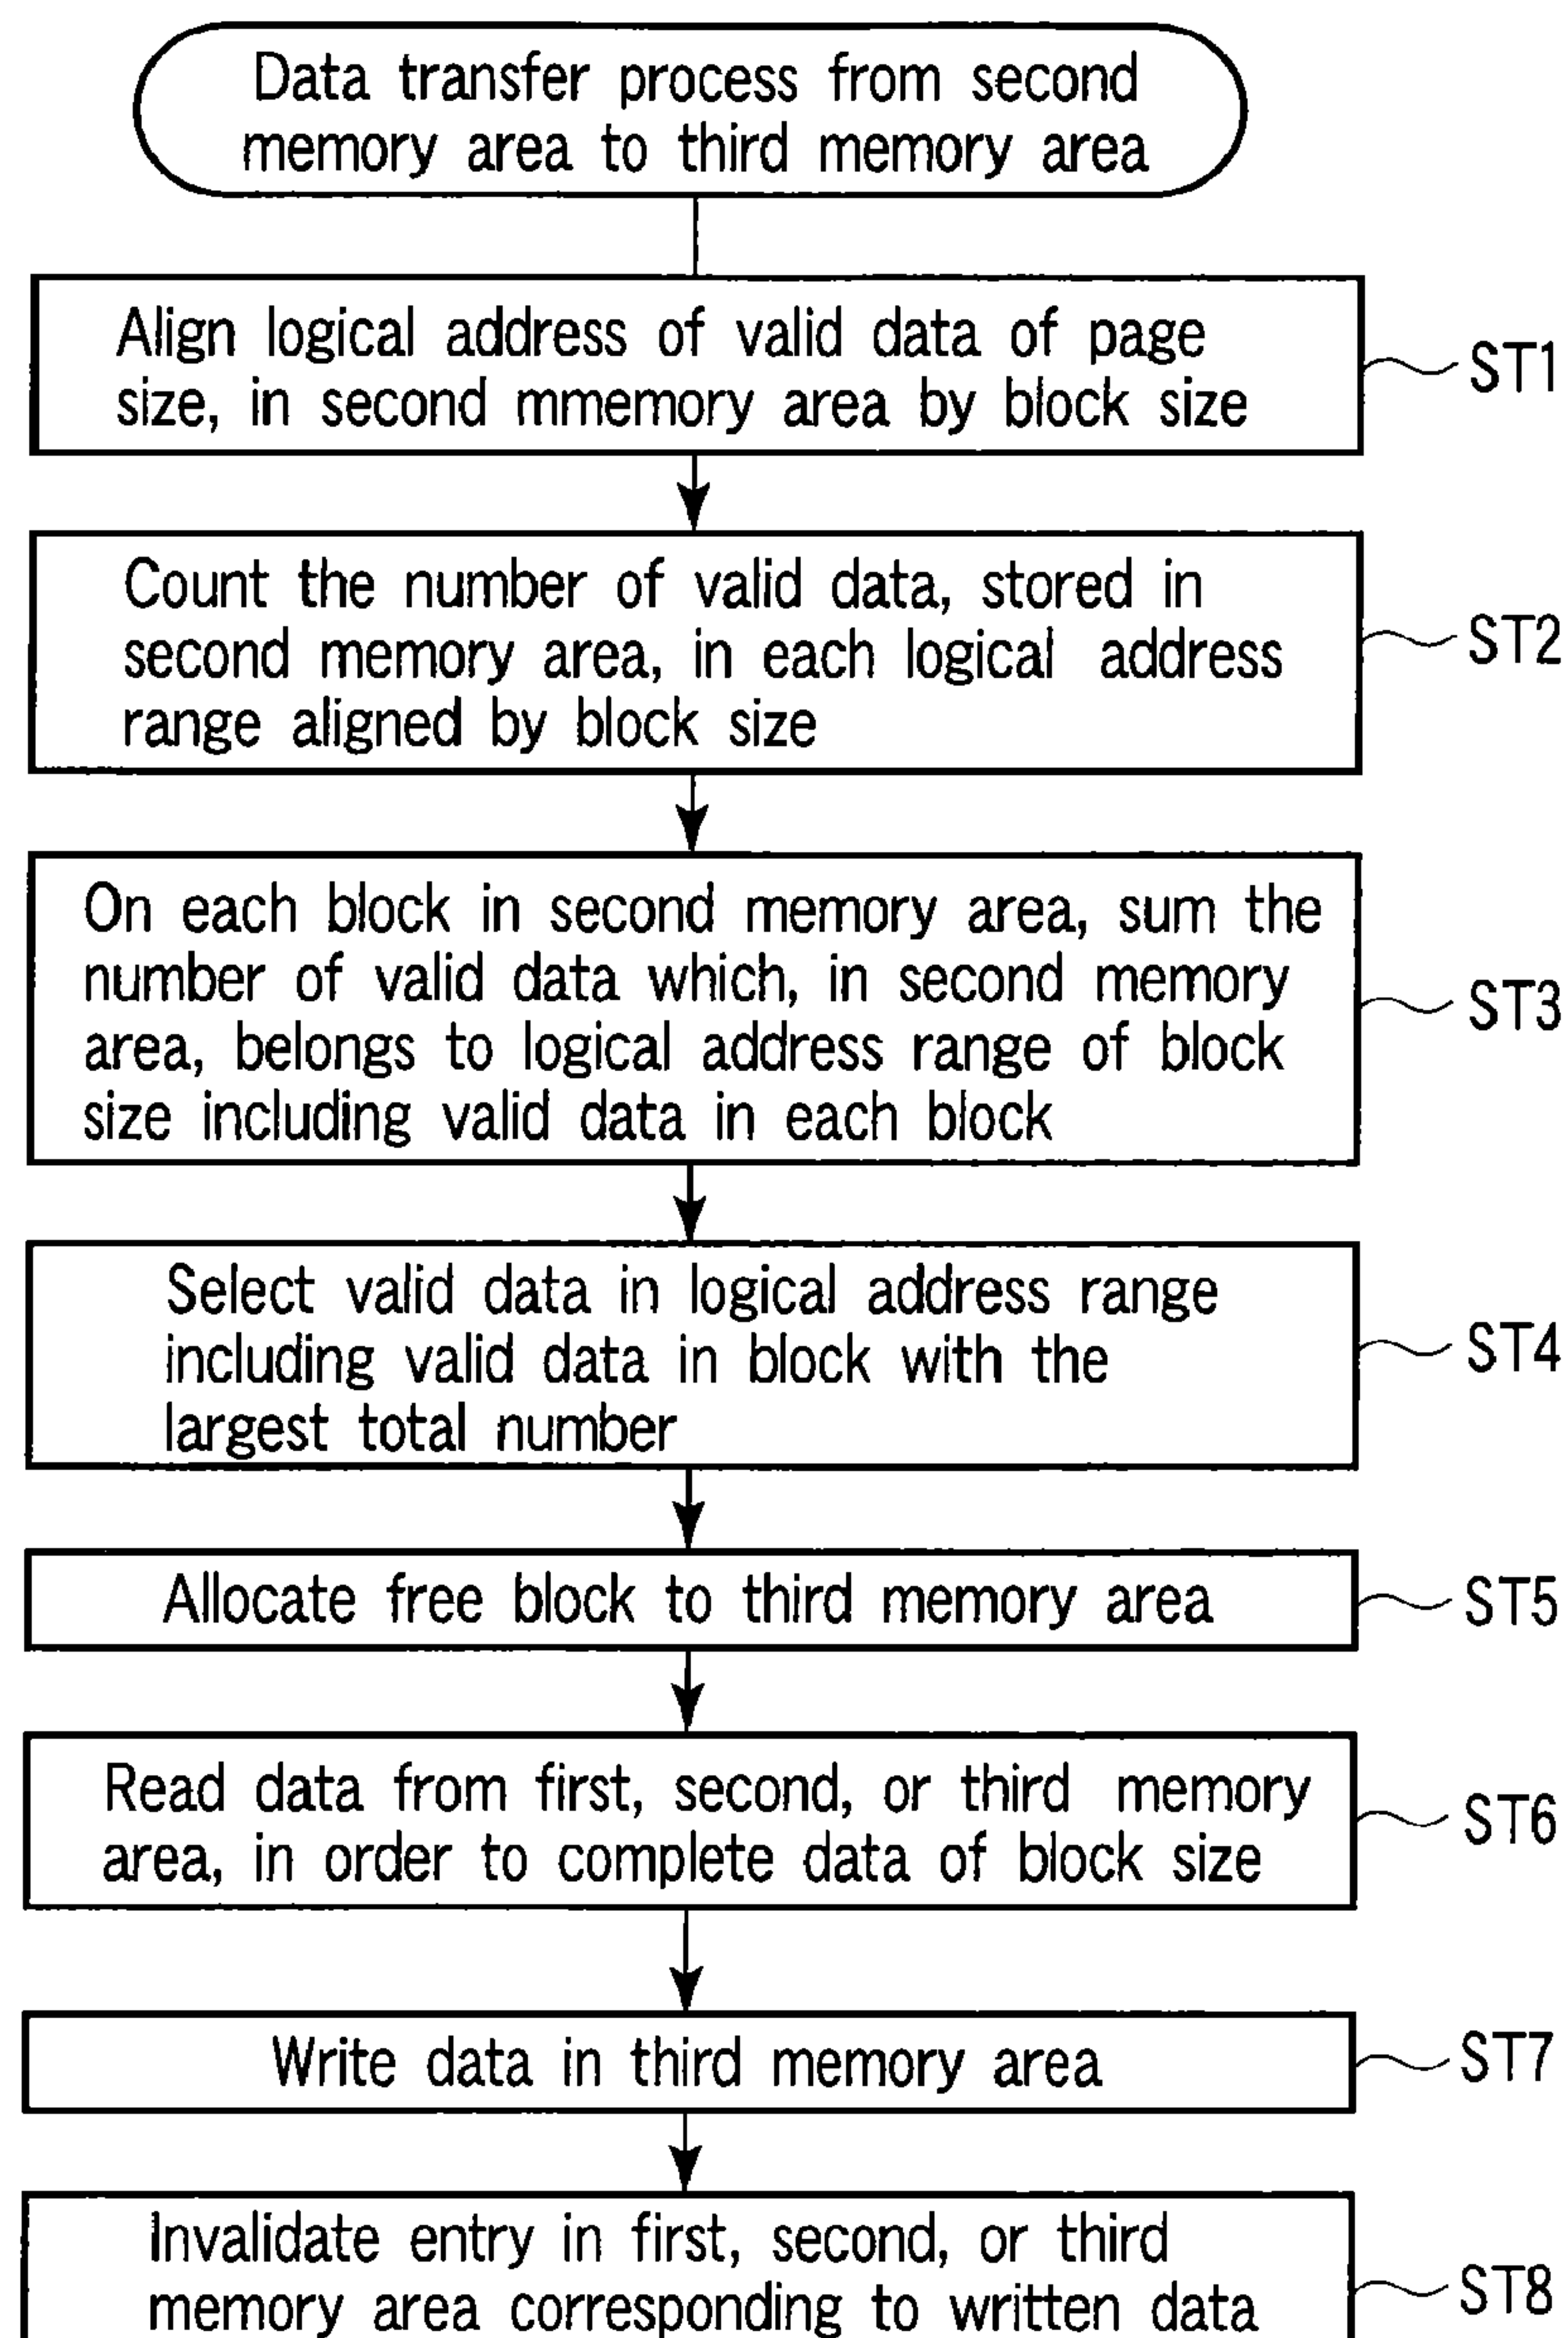 Data transfer process from second
memory area to third memory area
Align logical address of valid data of page
size, in second mmemory area by block size
ST1
Count the number of valid data, stored in
second memory area, in each logical address
range aligned by block size
ST2
On each block in second memory area, sum the
number of valid data which, in second memory
area, belongs to logical address range of block
size including valid data in each block
ST3
Select valid data in logical address range
including valid data in block with the
largest total number
ST4
Allocate free block to third memory area
ST5
Read data from first, second, or third memory
area, in order to complete data of block size
ST6
Write data in third memory area
ST7
Invalidate entry in first, second, or third
memory area corresponding to written data
ST8